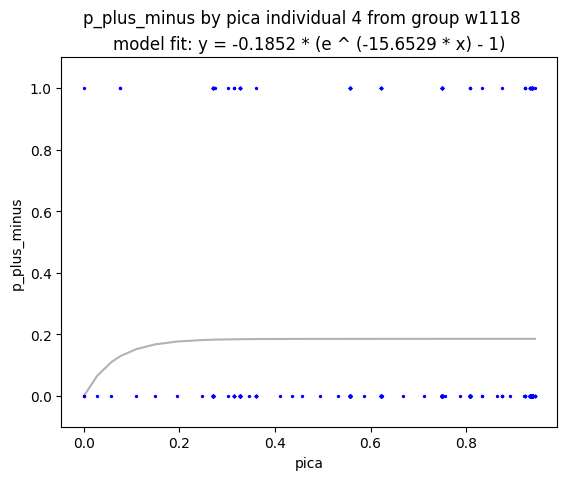 p_plus_minus by pica individual 4 from group w1118
model fit: y = -0.1852 * (e ^ (-15.6529 * x) - 1)
1.0
0.8
0.6
0.4
0.2
0.0
p_plus_minus
0.0 0.2 0.4 0.6 0.8
pica